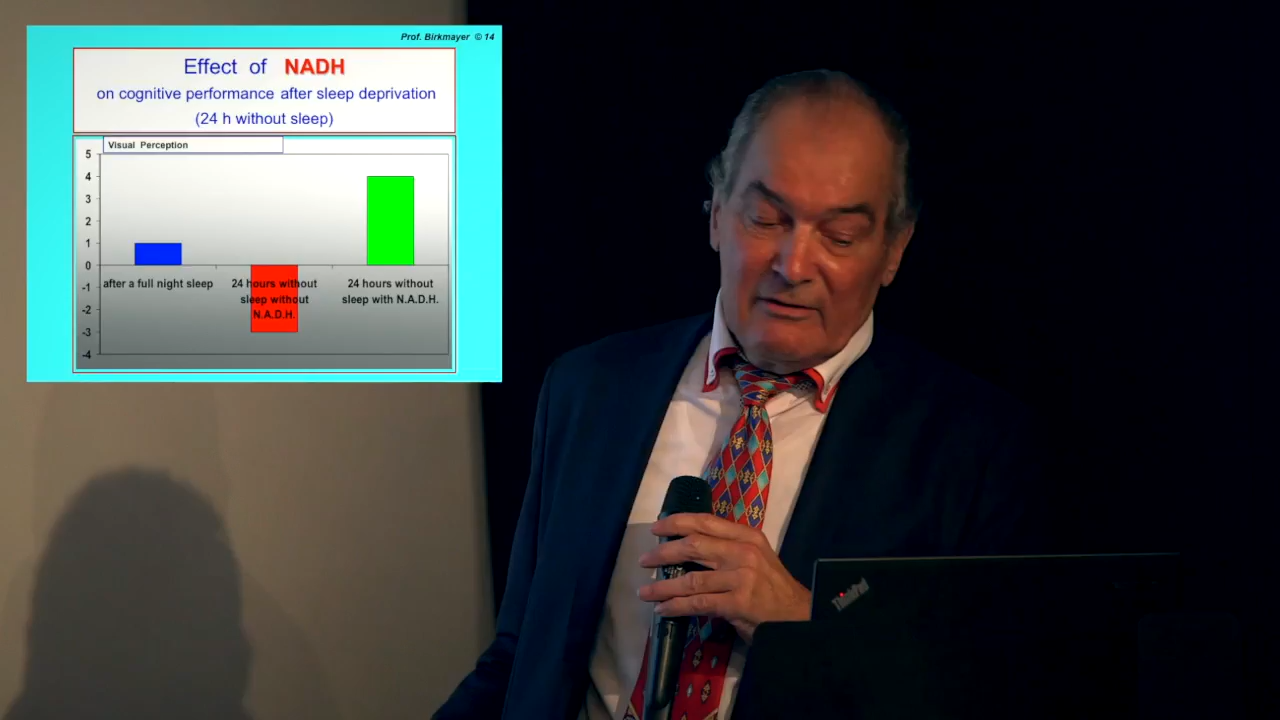 Prof. Birkmayer © 14
Effect of NADH
on cognitive performance after sleep deprivation
(24 h without sleep)
Visual Perception
5
4
3
2
1
0
-1
-2
-3
-4
after a full night sleep
24 hours without
sleep without
N.A.D.H.
24 hours without
sleep with N.A.D.H.
ThinkPad